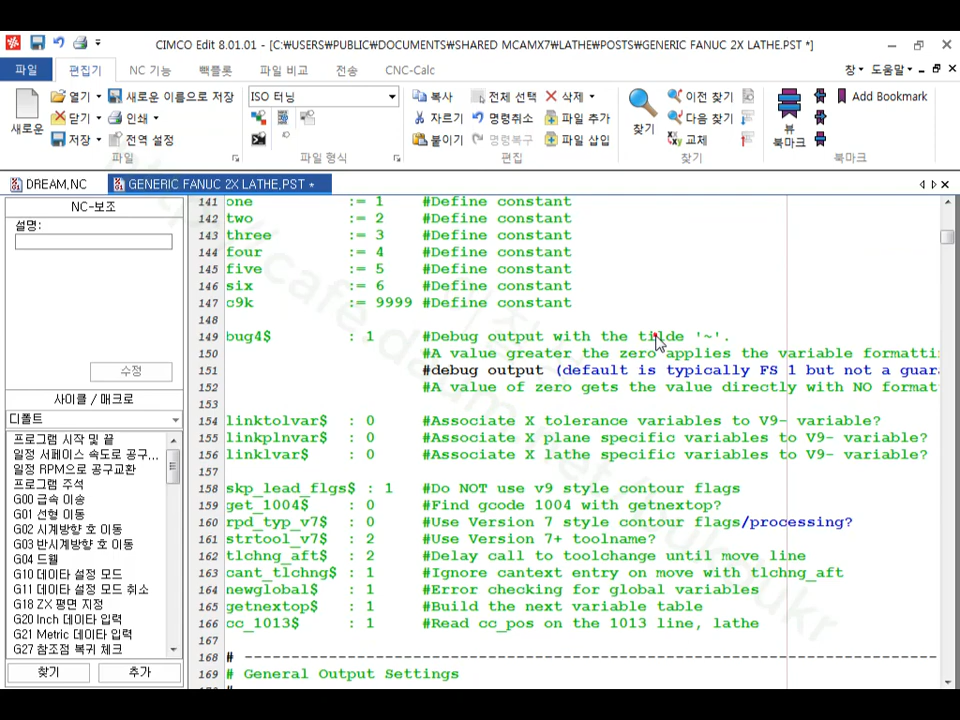 CIMCO Edit 8.01.01 - [C:₩USERS₩PUBLIC₩DOCUMENTS₩SHARED MCAMX7₩LATHE₩POSTS₩GENERIC FANUC 2X LATHE.PST *]
파일 편집기 NC 기능 백플롯 파일 비교 전송 CNC-Calc 창 도움말
새로운
열기 새로운 이름으로 저장
닫기 인쇄
저장 전역 설정
파일
ISO 터닝
파일 형식
복사 전체 선택 삭제
자르기 명령취소 파일 추가
붙이기 명령복구 파일 삽입
편집
찾기
이전 찾기
다음 찾기
교체
찾기
뷰
북마크
Add Bookmark
북마크
DREAM.NC GENERIC FANUC 2X LATHE.PST *
NC-보조
설명:
수정
사이클 / 매크로
디폴트
프로그램 시작 및 끝
일정 서페이스 속도로 공구...
일정 RPM으로 공구교환
프로그램 주석
G00 급속 이송
G01 선형 이동
G02 시계방향 호 이동
G03 반시계방향 호 이동
G04 드웰
G10 데이타 설정 모드
G11 데이타 설정 모드 취소
G18 ZX 평면 지정
G20 Inch 데이타 입력
G21 Metric 데이타 입력
G27 참조점 복귀 체크
찾기 추가
141 one := 1 #Define constant
142 two := 2 #Define constant
143 three := 3 #Define constant
144 four := 4 #Define constant
145 five := 5 #Define constant
146 six := 6 #Define constant
147 c9k := 9999 #Define constant
148
149 bug4$ : 1 #Debug output with the tilde '~'.
150 #A value greater the zero applies the variable formatti
151 #debug output (default is typically FS 1 but not a guar
152 #A value of zero gets the value directly with NO format
153
154 linktolvar$ : 0 #Associate X tolerance variables to V9- variable?
155 linkplnvar$ : 0 #Associate X plane specific variables to V9- variable?
156 linklvar$ : 0 #Associate X lathe specific variables to V9- variable?
157
158 skp_lead_flgs$ : 1 #Do NOT use v9 style contour flags
159 get_1004$ : 0 #Find gcode 1004 with getnextop?
160 rpd_typ_v7$ : 0 #Use Version 7 style contour flags/processing?
161 strtool_v7$ : 2 #Use Version 7+ toolname?
162 tlchng_aft$ : 2 #Delay call to toolchange until move line
163 cant_tlchng$ : 1 #Ignore cantext entry on move with tlchng_aft
164 newglobal$ : 1 #Error checking for global variables
165 getnextop$ : 1 #Build the next variable table
166 cc_1013$ : 1 #Read cc_pos on the 1013 line, lathe
167
168 # --------------------------------------------------------------------------
169 # General Output Settings